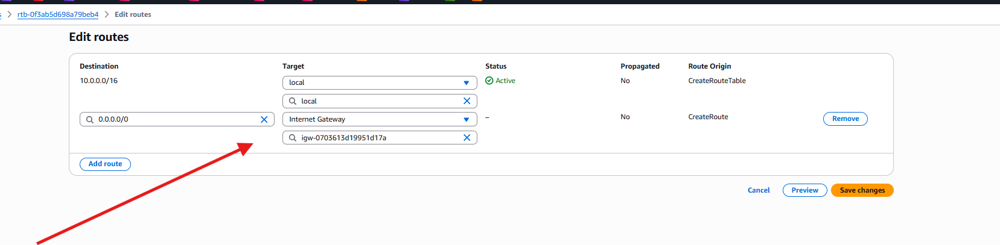 rtb-0f3ab5d698a79beb4 > Edit routes
Edit routes
Destination Target Status Propagated Route Origin
10.0.0.0/16 local Active No CreateRouteTable
local
0.0.0.0/0 Internet Gateway – No CreateRoute Remove
igw-0703613d19951d17a
Add route
Cancel Preview Save changes